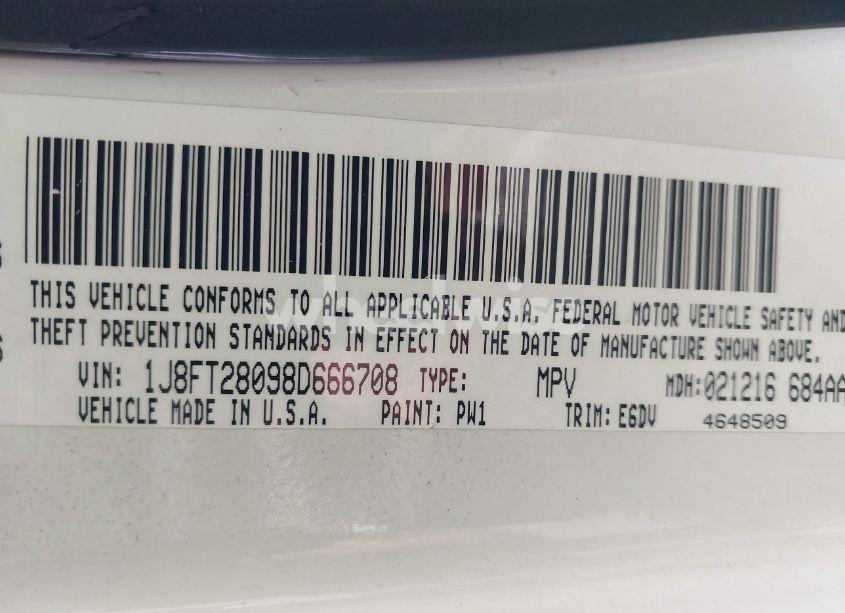 THIS VEHICLE CONFORMS TO ALL APPLICABLE U.S.A. FEDERAL MOTOR VEHICLE SAFETY AND
THEFT PREVENTION STANDARDS IN EFFECT ON THE DATE OF MANUFACTURE SHOWN ABOVE.
VIN: 1J8FT28098D666708 TYPE: MPV MDH:021216 684AA
VEHICLE MADE IN U.S.A. PAINT: PW1 TRIM: E6DV 4648509